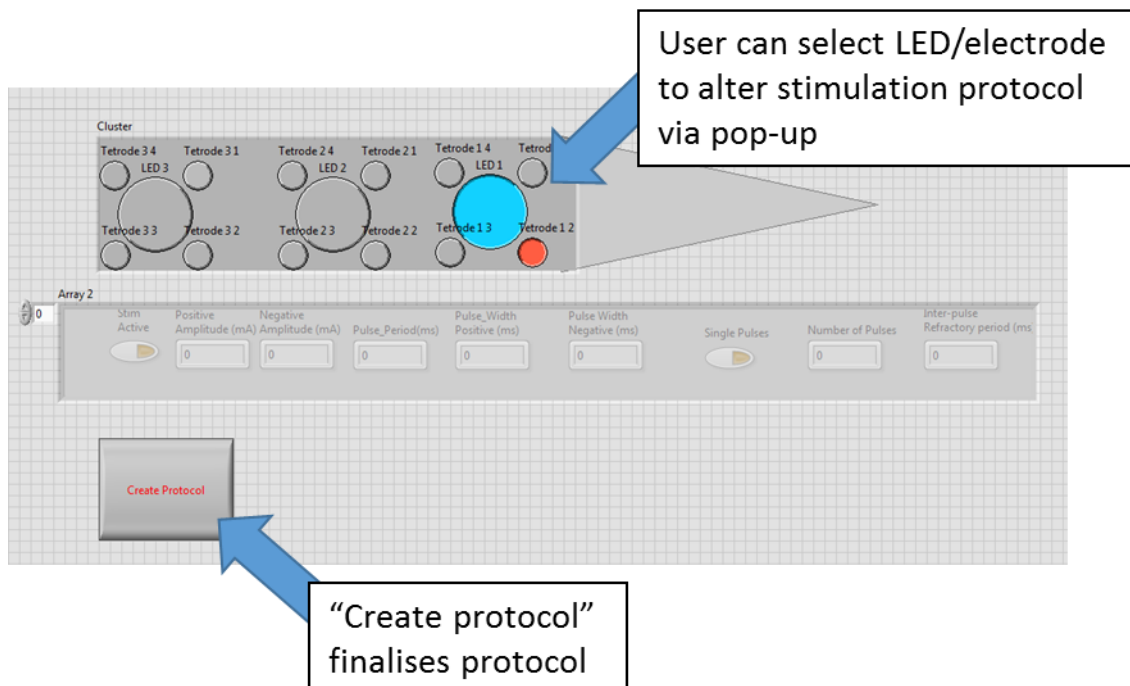 User can select LED/electrode
to alter stimulation protocol
via pop-up
Cluster
Tetrode 3 4 Tetrode 3 1 Tetrode 2 4 Tetrode 2 1 Tetrode 1 4 Tetrod
LED 3 LED 2 LED 1
Tetrode 3 3 Tetrode 3 2 Tetrode 2 3 Tetrode 2 2 Tetrode 1 3 Tetrode 1 2
Array 2
0
Stim
Active
Positive
Amplitude (mA)
0
Negative
Amplitude (mA)
0
Pulse_Period(ms)
0
Pulse_Width
Positive (ms)
0
Pulse Width
Negative (ms)
0
Single Pulses
Number of Pulses
0
Inter-pulse
Refractory period (ms
0
Create Protocol
“Create protocol”
finalises protocol